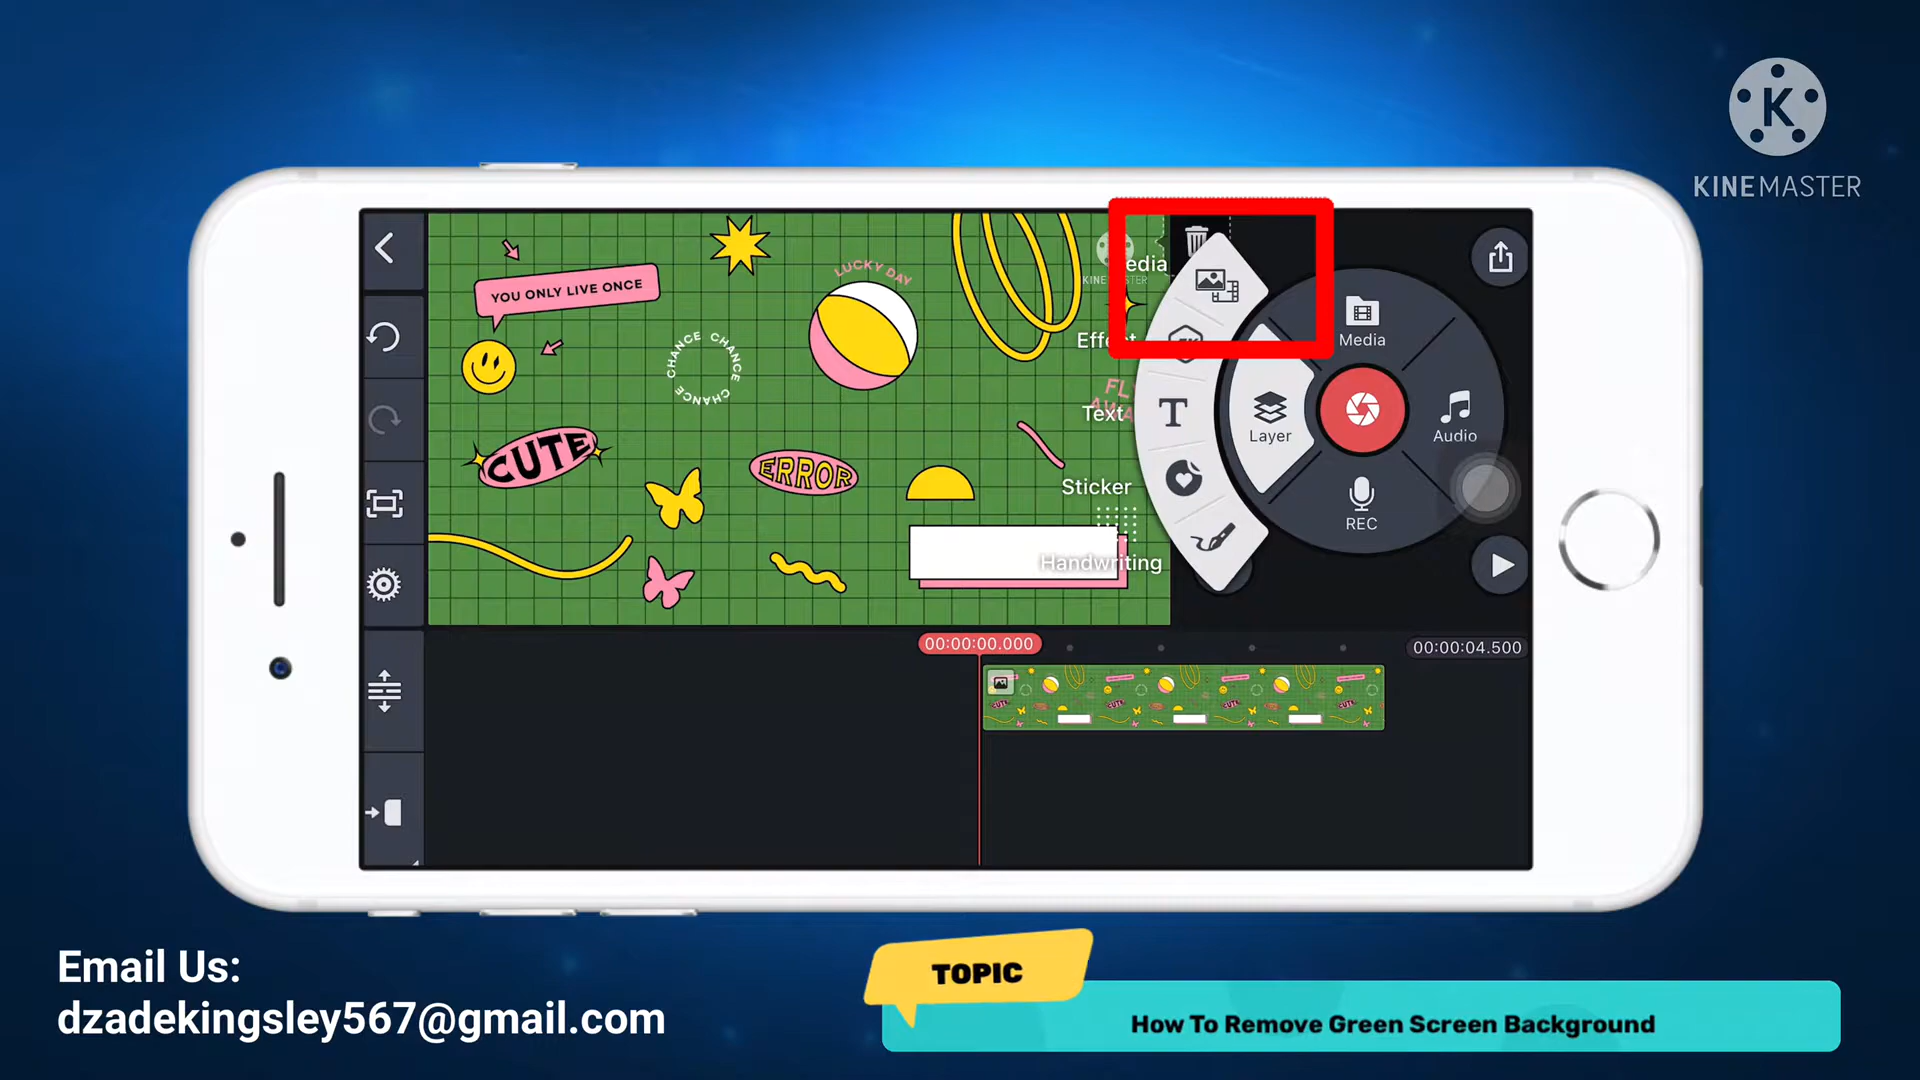 K
KINEMASTER
YOU ONLY LIVE ONCE
LUCKY DAY
CHANCE CHANCE CHANCE
CUTE
ERROR
KINEMASTER
edia
Effect
Text
Sticker
Handwriting
T
Media
Layer
Audio
REC
00:00:00.000
00:00:04.500
Email Us:
dzadekingsley567@gmail.com
TOPIC
How To Remove Green Screen Background